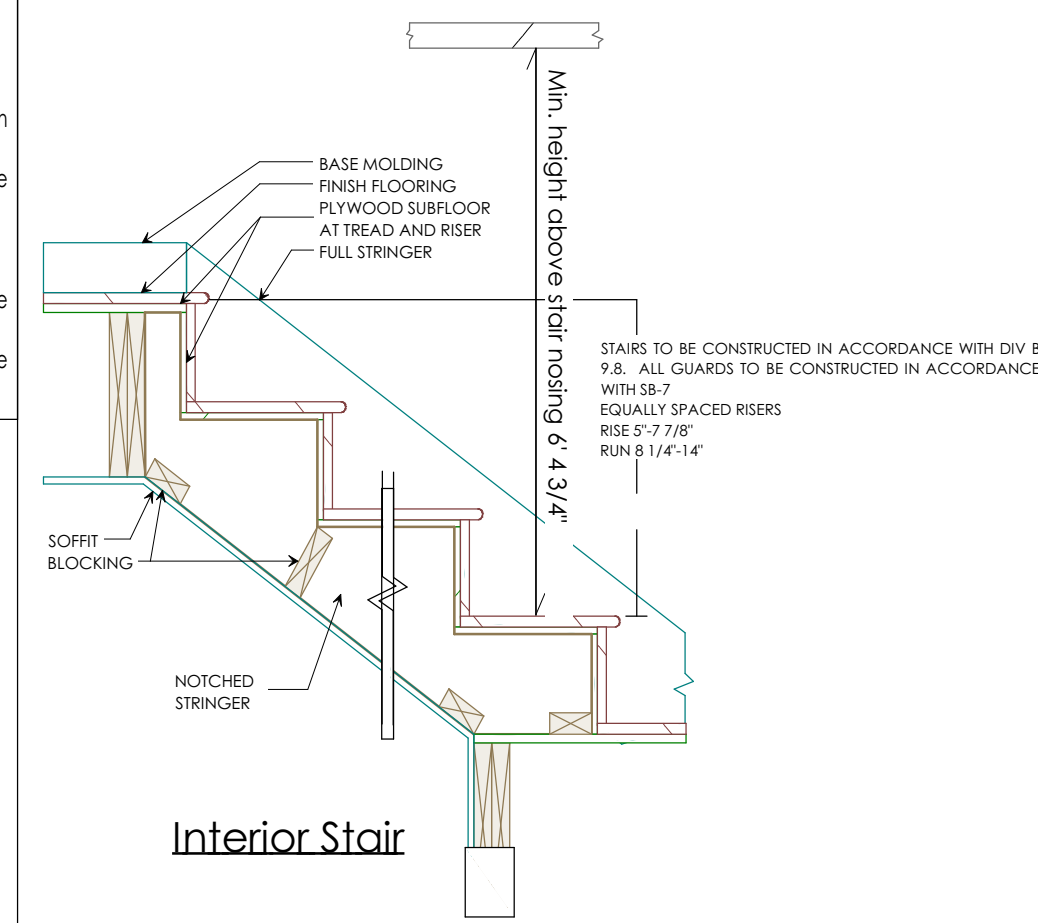 BASE MOLDING
FINISH FLOORING
PLYWOOD SUBFLOOR
AT TREAD AND RISER
FULL STRINGER
Min. height above stair nosing 6' 4 3/4"
STAIRS TO BE CONSTRUCTED IN ACCORDANCE WITH DIV B
9.8. ALL GUARDS TO BE CONSTRUCTED IN ACCORDANCE
WITH SB-7
EQUALLY SPACED RISERS
RISE 5"-7 7/8"
RUN 8 1/4"-14"
SOFFIT
BLOCKING
NOTCHED
STRINGER
Interior Stair